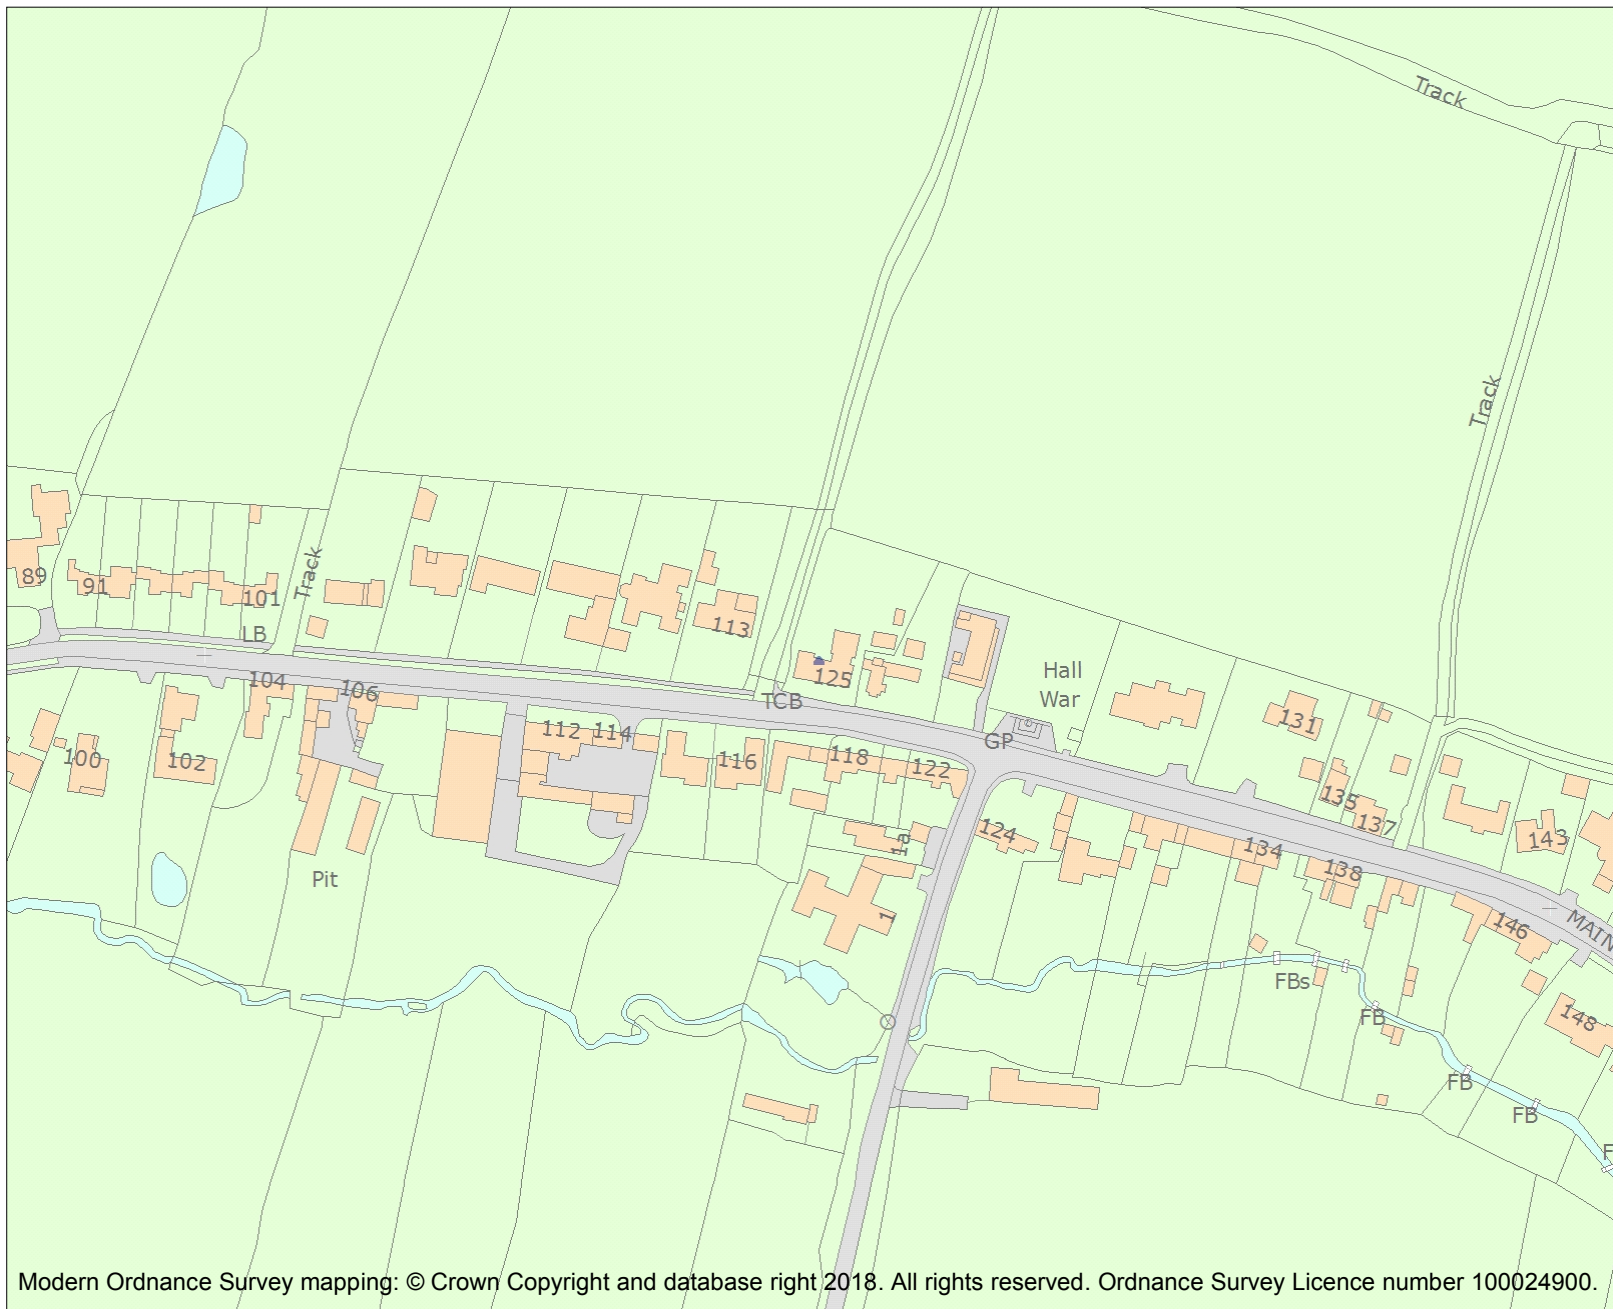 Track
Track
89
91
101
Track
LB
113
125
TCB
Hall
War
GP
131
135
137
143
104
106
100
102
112
114
116
118
122
1a
1
124
134
138
146
MAIN
148
Pit
FBs
FB
FB
FB
F
Modern Ordnance Survey mapping: © Crown Copyright and database right 2018. All rights reserved. Ordnance Survey Licence number 100024900.